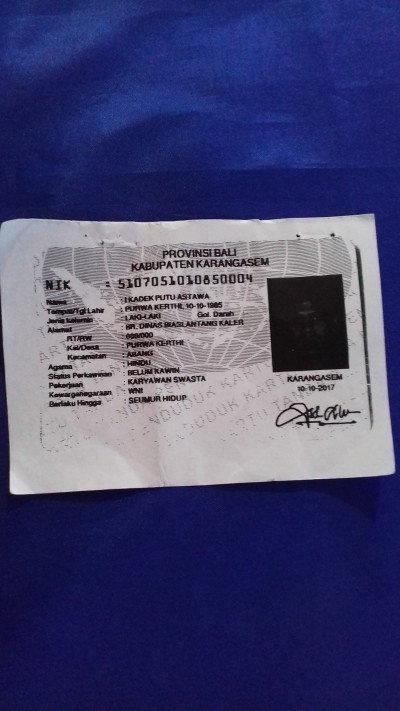 PROVINSI BALI
KABUPATEN KARANGASEM
NIK : 5107051010850004
Nama : I KADEK PUTU ASTAWA
Tempat/Tgl Lahir : PURWA KERTHI, 10-10-1985
Jenis kelamin : LAKI-LAKI Gol. Darah
Alamat : BR. DINAS BIASLANTANG KALER
RT/RW : 000/000
Kel/Desa : PURWA KERTHI
Kecamatan : ABANG
Agama : HINDU
Status Perkawinan : BELUM KAWIN
Pekerjaan : KARYAWAN SWASTA
Kewarganegaraan : WNI
Berlaku Hingga : SEUMUR HIDUP
KARANGASEM
10-10-2017